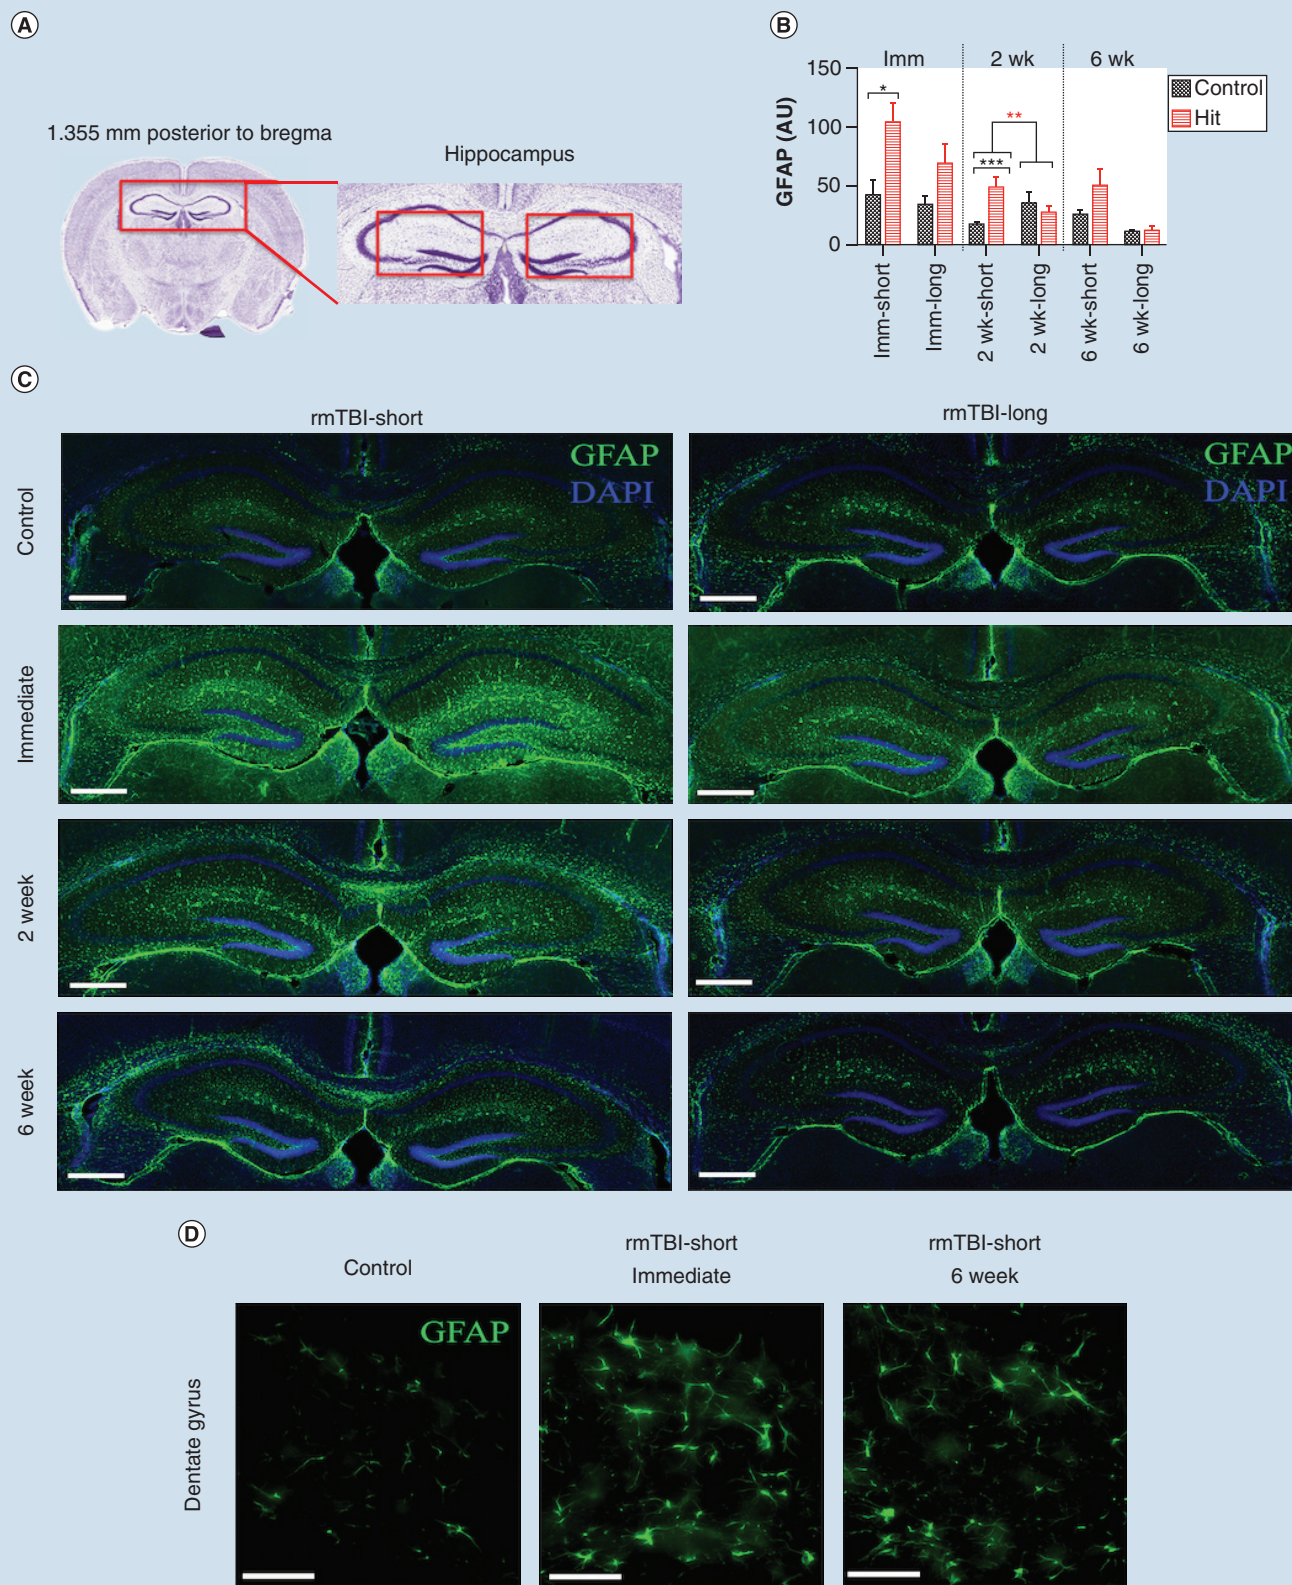 A
1.355 mm posterior to bregma
Hippocampus
B
Imm
2 wk
6 wk
150
100
50
0
GFAP (AU)
*
***
**
Control
Hit
Imm-short
Imm-long
2 wk-short
2 wk-long
6 wk-short
6 wk-long
C
rmTBI-short
rmTBI-long
Control
GFAP
DAPI
GFAP
DAPI
Immediate
2 week
6 week
D
Control
rmTBI-short
Immediate
rmTBI-short
6 week
Dentate gyrus
GFAP